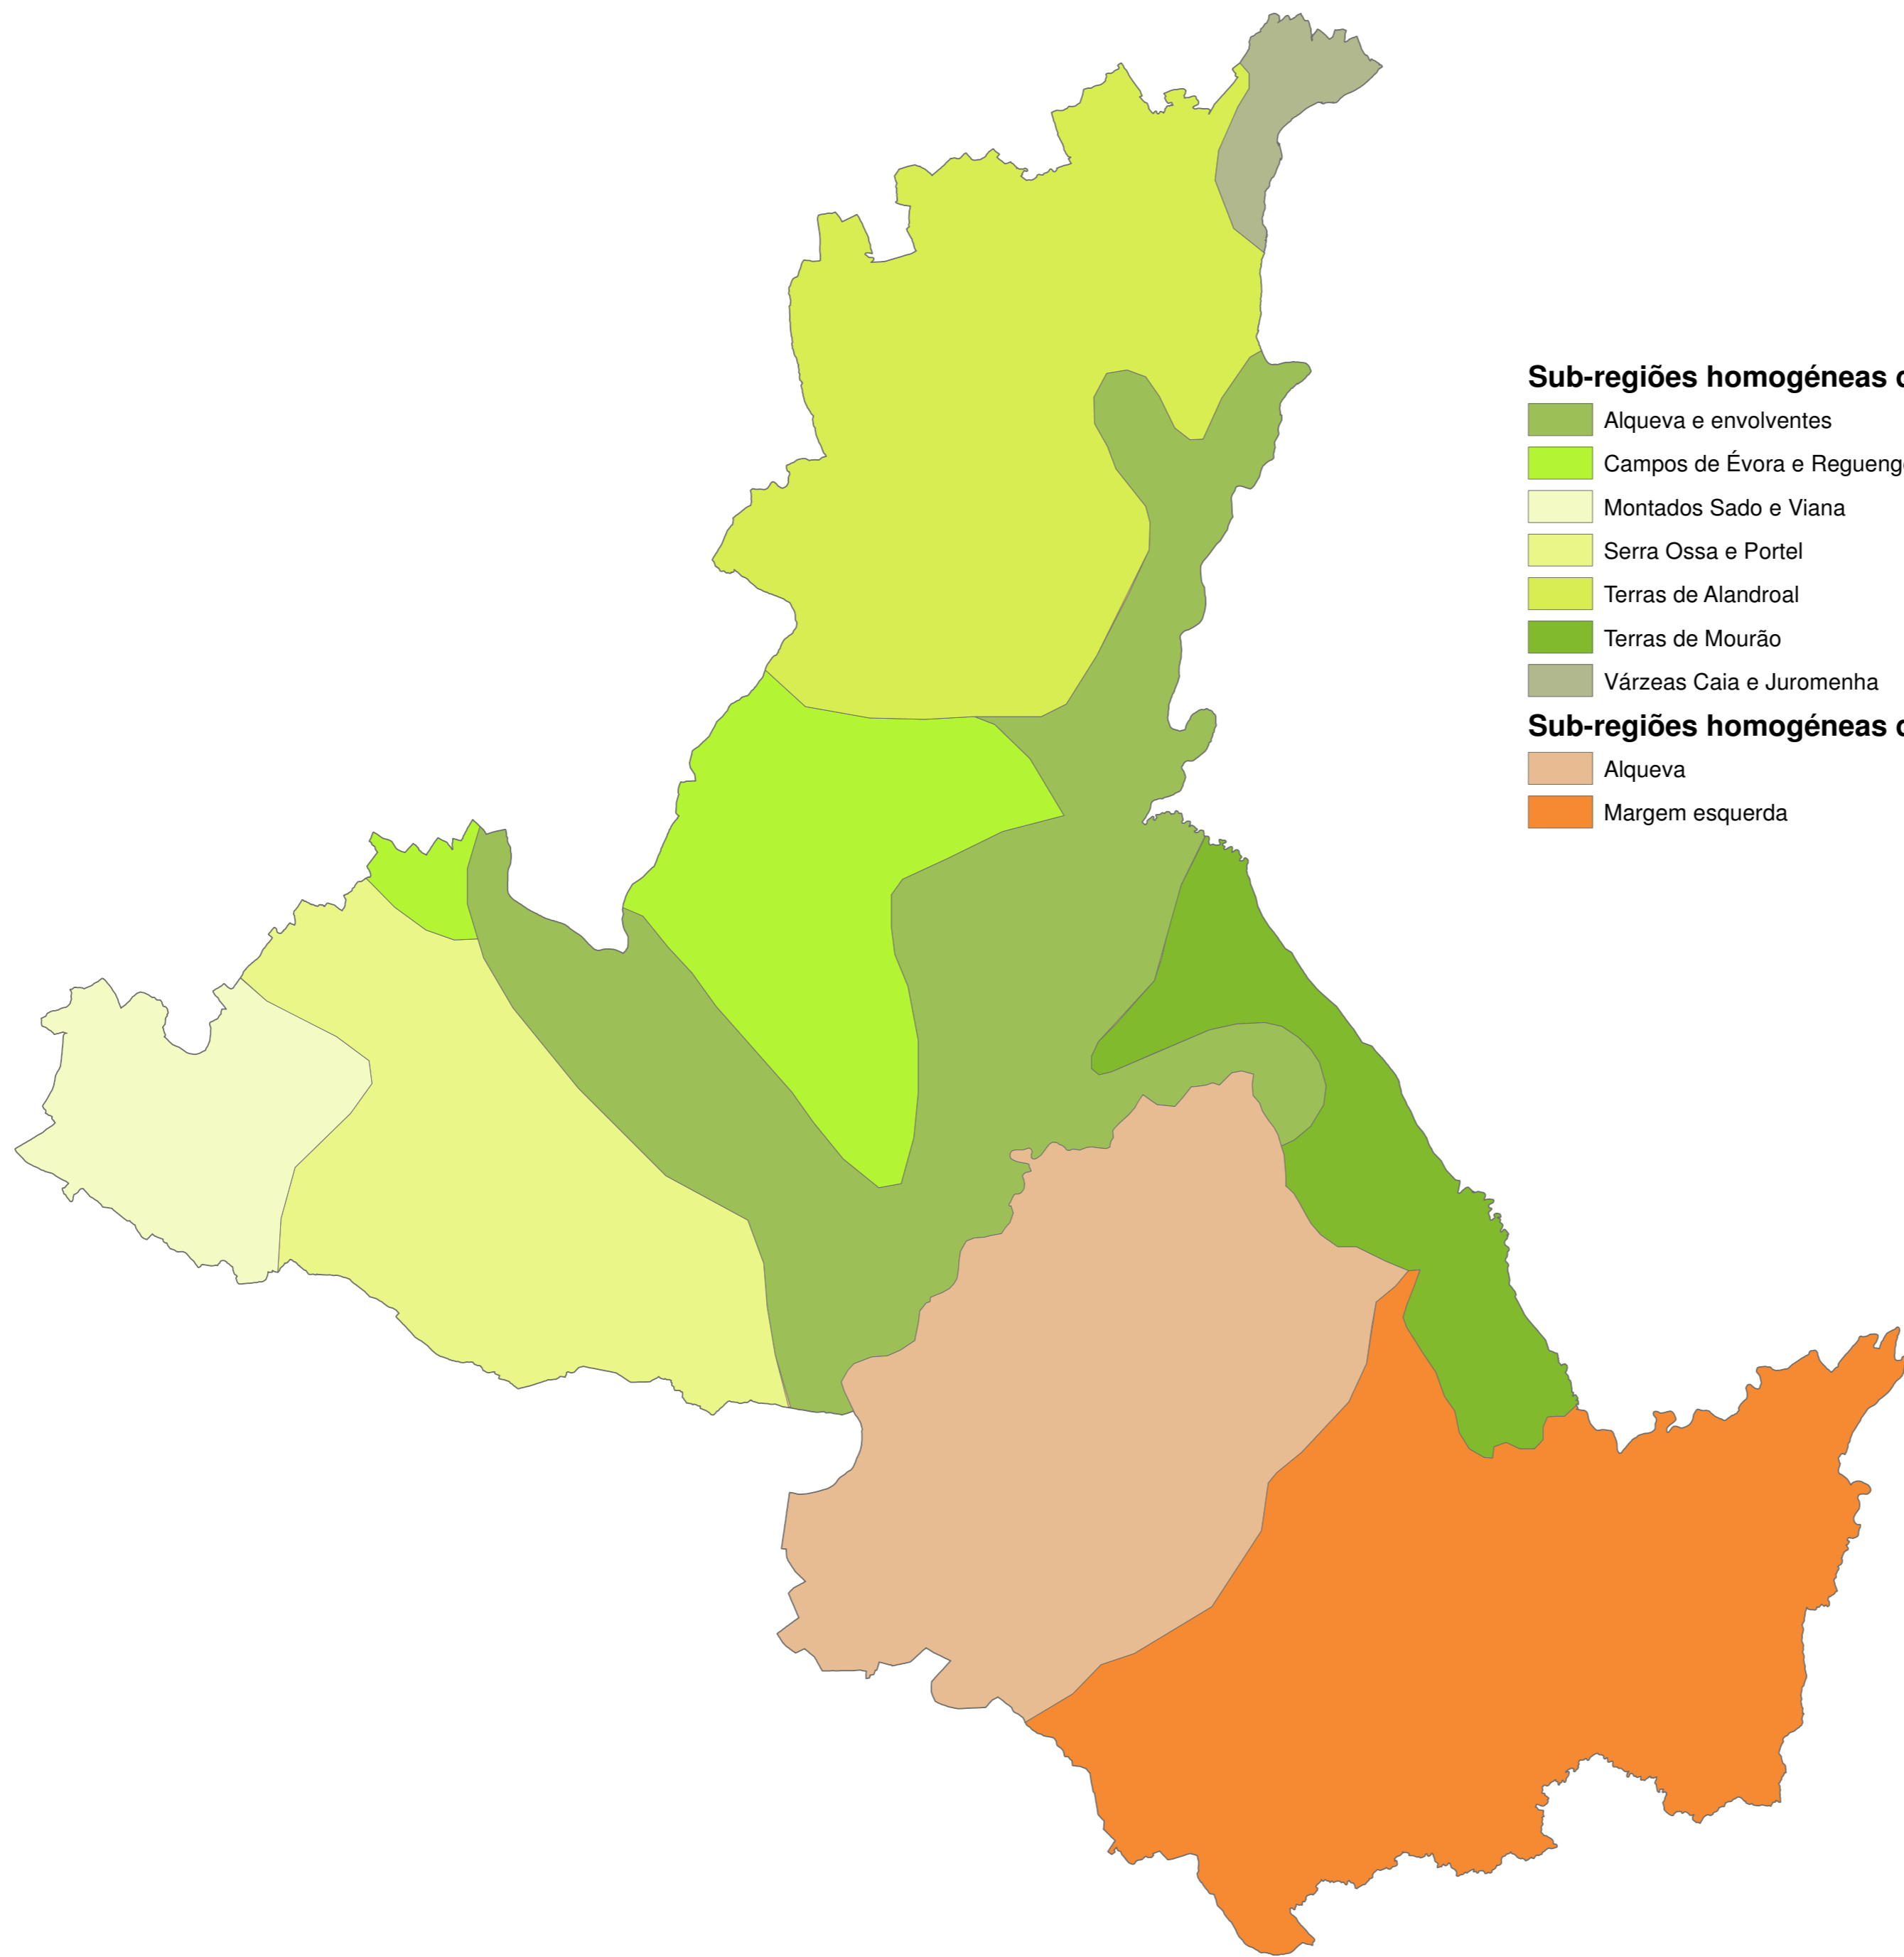 Sub-regiões homogéneas
Alqueva e envolventes
Campos de Évora e
Montados Sado e Viana
Serra Ossa e Portel
Terras de Alandroal
Terras de Mourão
Várzeas Caia e Juromenha
Sub-regiões homogéneas
Alqueva
Margem esquerda